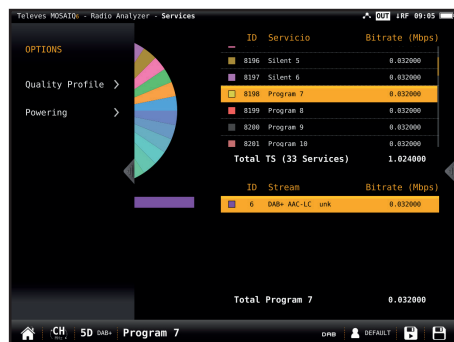 Televes MOSAIQ6 - Radio Analyzer - Services OUT ↓RF 09:05
OPTIONS
Quality Profile >
Powering >
ID Servicio Bitrate (Mbps)
8196 Silent 5 0.032000
8197 Silent 6 0.032000
8198 Program 7 0.032000
8199 Program 8 0.032000
8200 Program 9 0.032000
8201 Program 10 0.032000
Total TS (33 Services) 1.024000
ID Stream Bitrate (Mbps)
6 DAB+ AAC-LC unk 0.032000
Total Program 7 0.032000
CH 5D DAB+ Program 7 DAB DEFAULT